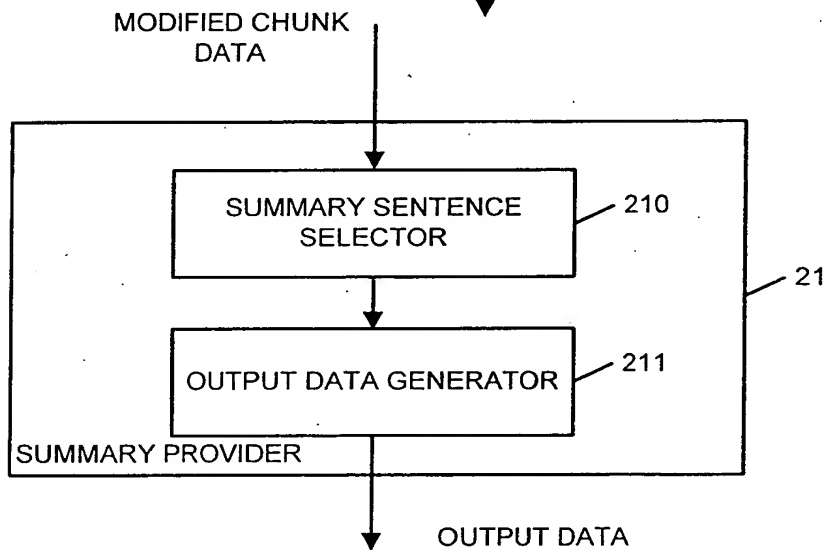 MODIFIED CHUNK
DATA
SUMMARY SENTENCE
SELECTOR
210
21
OUTPUT DATA GENERATOR
211
SUMMARY PROVIDER
OUTPUT DATA